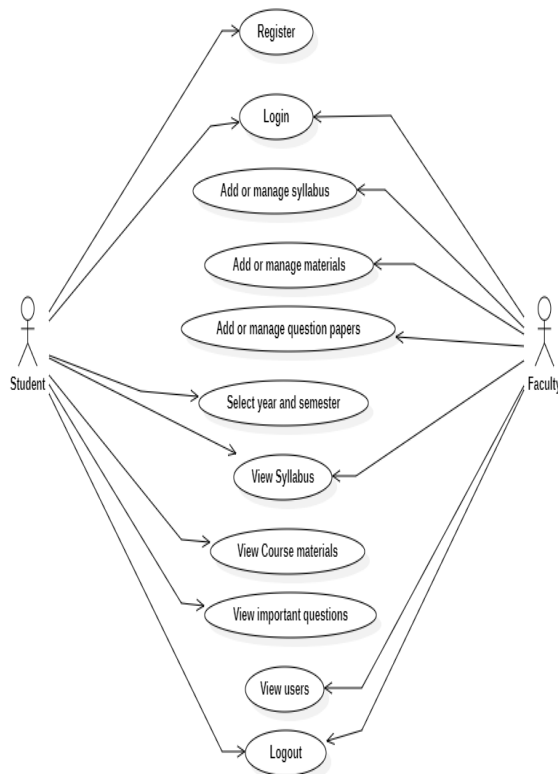 Register
Login
Add or manage syllabus
Add or manage materials
Add or manage question papers
Student
Faculty
Select year and semester
View Syllabus
View Course materials
View important questions
View users
Logout